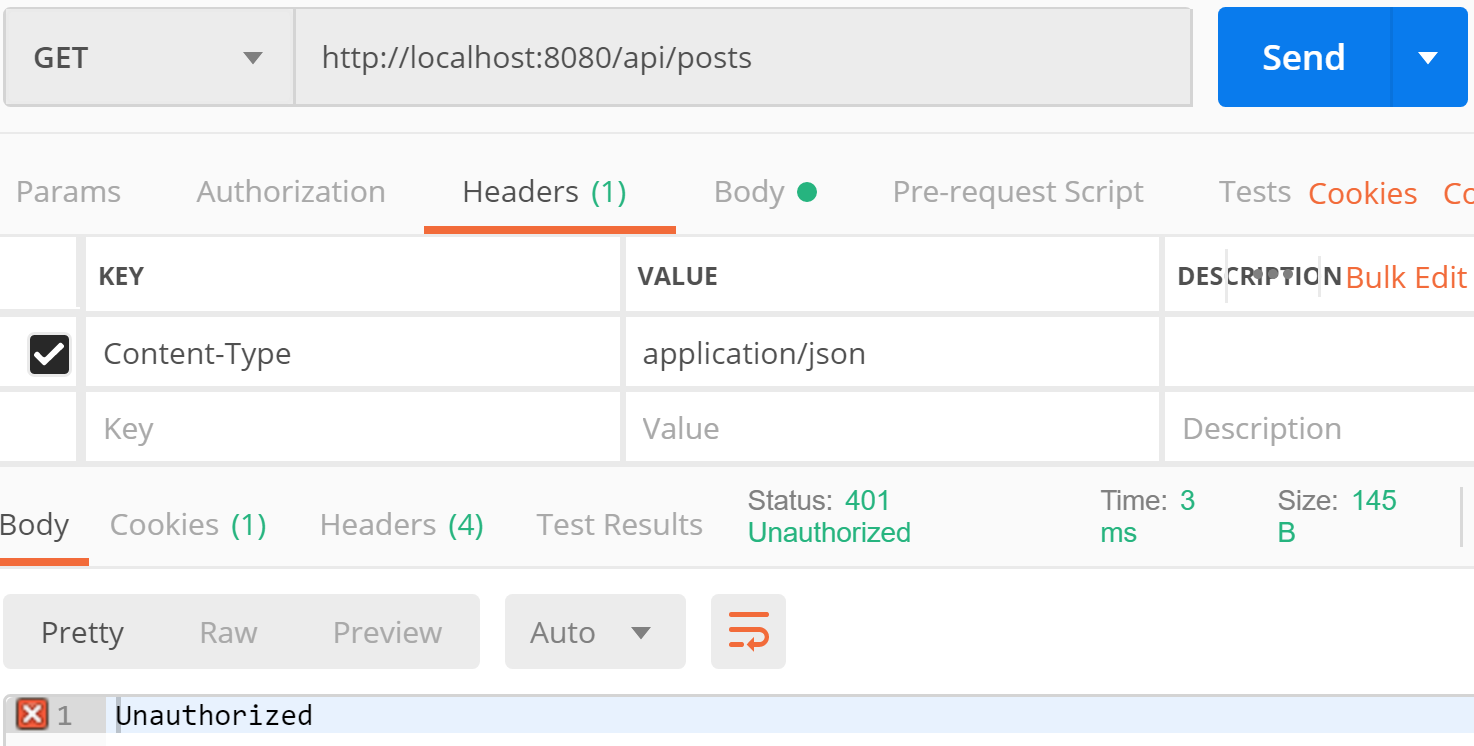 GET http://localhost:8080/api/posts Send
Params Authorization Headers (1) Body Pre-request Script Tests Cookies Co
KEY VALUE DESCRIPTION Bulk Edit
Content-Type application/json
Key Value Description
Body Cookies (1) Headers (4) Test Results Status: 401 Unauthorized Time: 3 ms Size: 145 B
Pretty Raw Preview Auto
1 Unauthorized